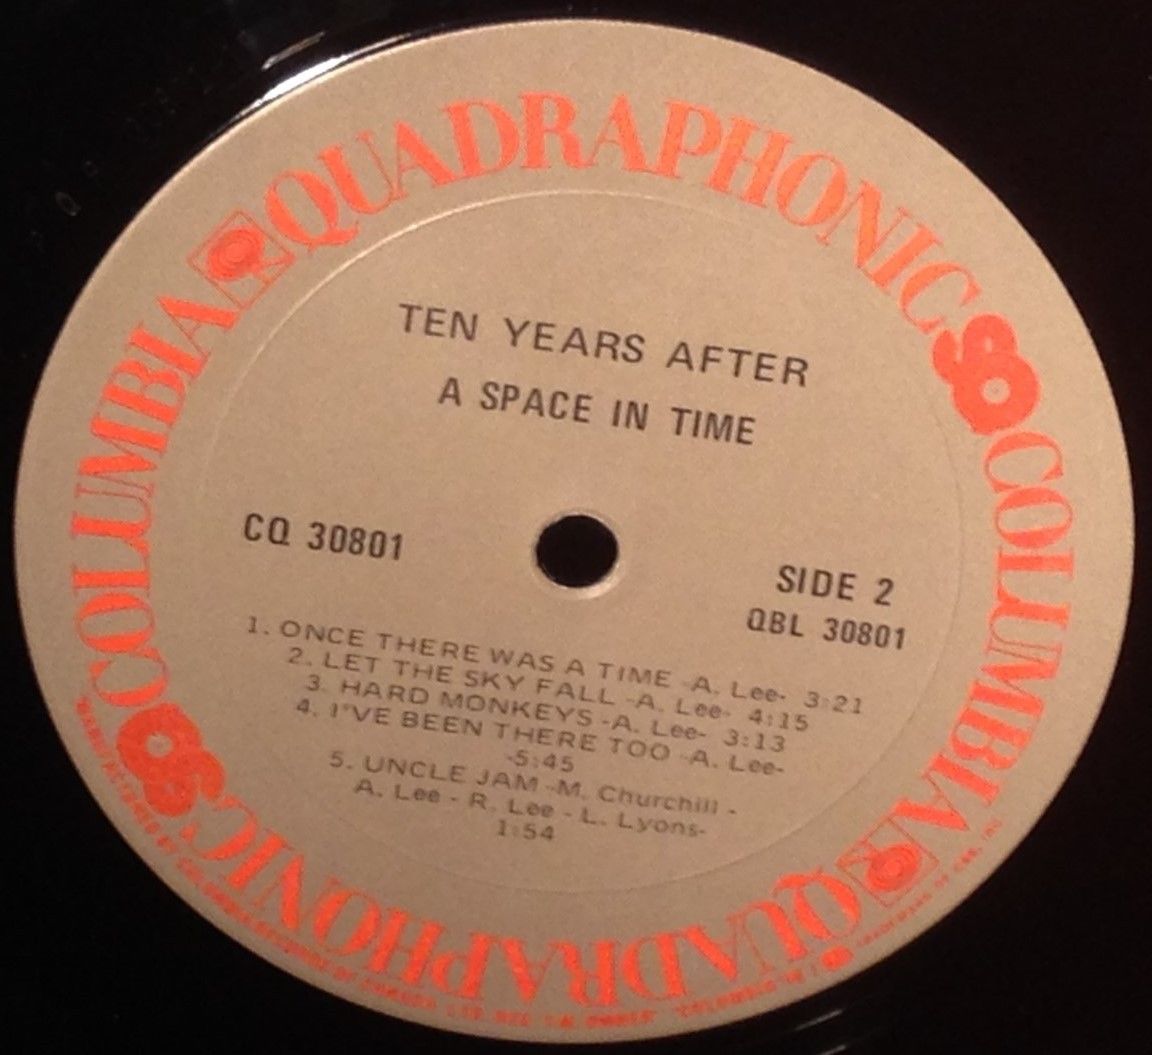 QUADRAPHONIC
COLUMBIA
TEN YEARS AFTER
A SPACE IN TIME
CQ 30801
SIDE 2
QBL 30801
1. ONCE THERE WAS A TIME -A. Lee- 3:21
2. LET THE SKY FALL -A. Lee- 4:15
3. HARD MONKEYS -A. Lee- 3:13
4. I'VE BEEN THERE TOO -A. Lee-
-5:45
5. UNCLE JAM -M. Churchill -
A. Lee - R. Lee - L. Lyons-
1:54
COLUMBIA
QUADRAPHONIC